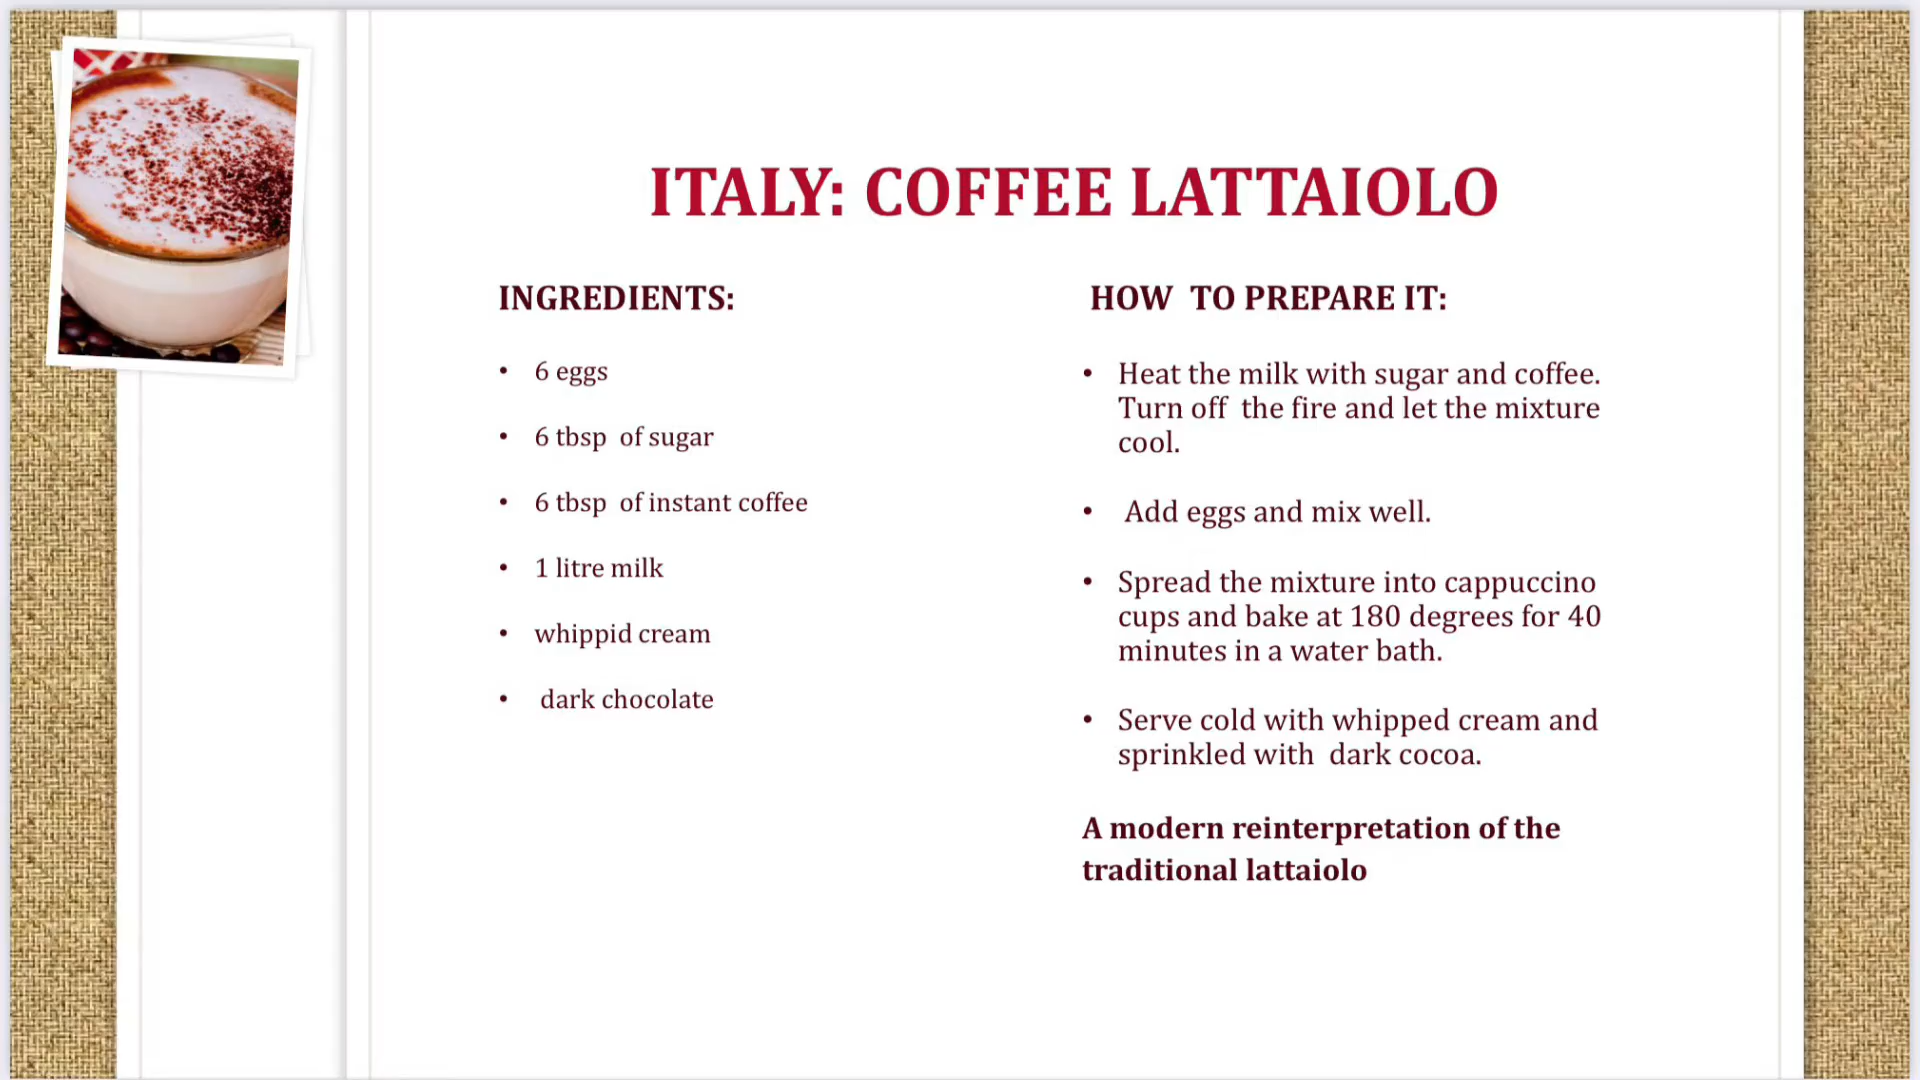 ITALY: COFFEE LATTAIOLO
INGREDIENTS:
• 6 eggs
• 6 tbsp of sugar
• 6 tbsp of instant coffee
• 1 litre milk
• whippid cream
• dark chocolate
HOW TO PREPARE IT:
• Heat the milk with sugar and coffee.
Turn off the fire and let the mixture
cool.
• Add eggs and mix well.
• Spread the mixture into cappuccino
cups and bake at 180 degrees for 40
minutes in a water bath.
• Serve cold with whipped cream and
sprinkled with dark cocoa.
A modern reinterpretation of the
traditional lattaiolo